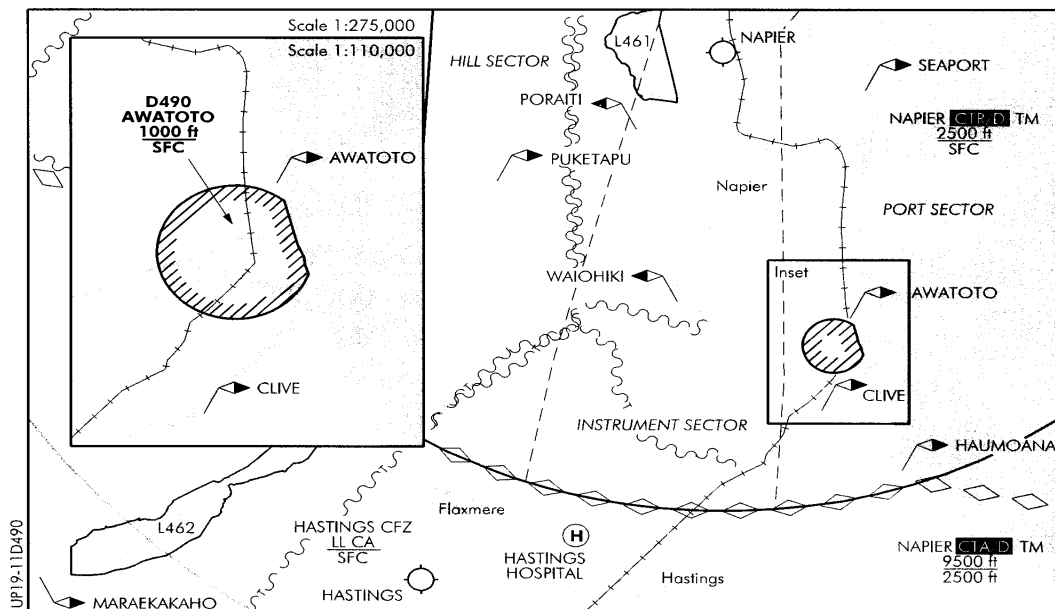 Scale 1:275,000
Scale 1:110,000
D490
AWATOTO
1000 ft
SFC
AWATOTO
CLIVE
HILL SECTOR
L461
NAPIER
SEAPORT
PORAITI
NAPIER CTR/D TM
2500 ft
SFC
PUKETAPU
Napier
PORT SECTOR
WAIOHIKI
Inset
AWATOTO
CLIVE
INSTRUMENT SECTOR
HAUMOANA
L462
Flaxmere
HASTINGS CFZ
LL CA
SFC
H
HASTINGS
HOSPITAL
Hastings
NAPIER CTA D TM
9500 ft
2500 ft
HASTINGS
MARAEKAKAHO
UP19-11D490